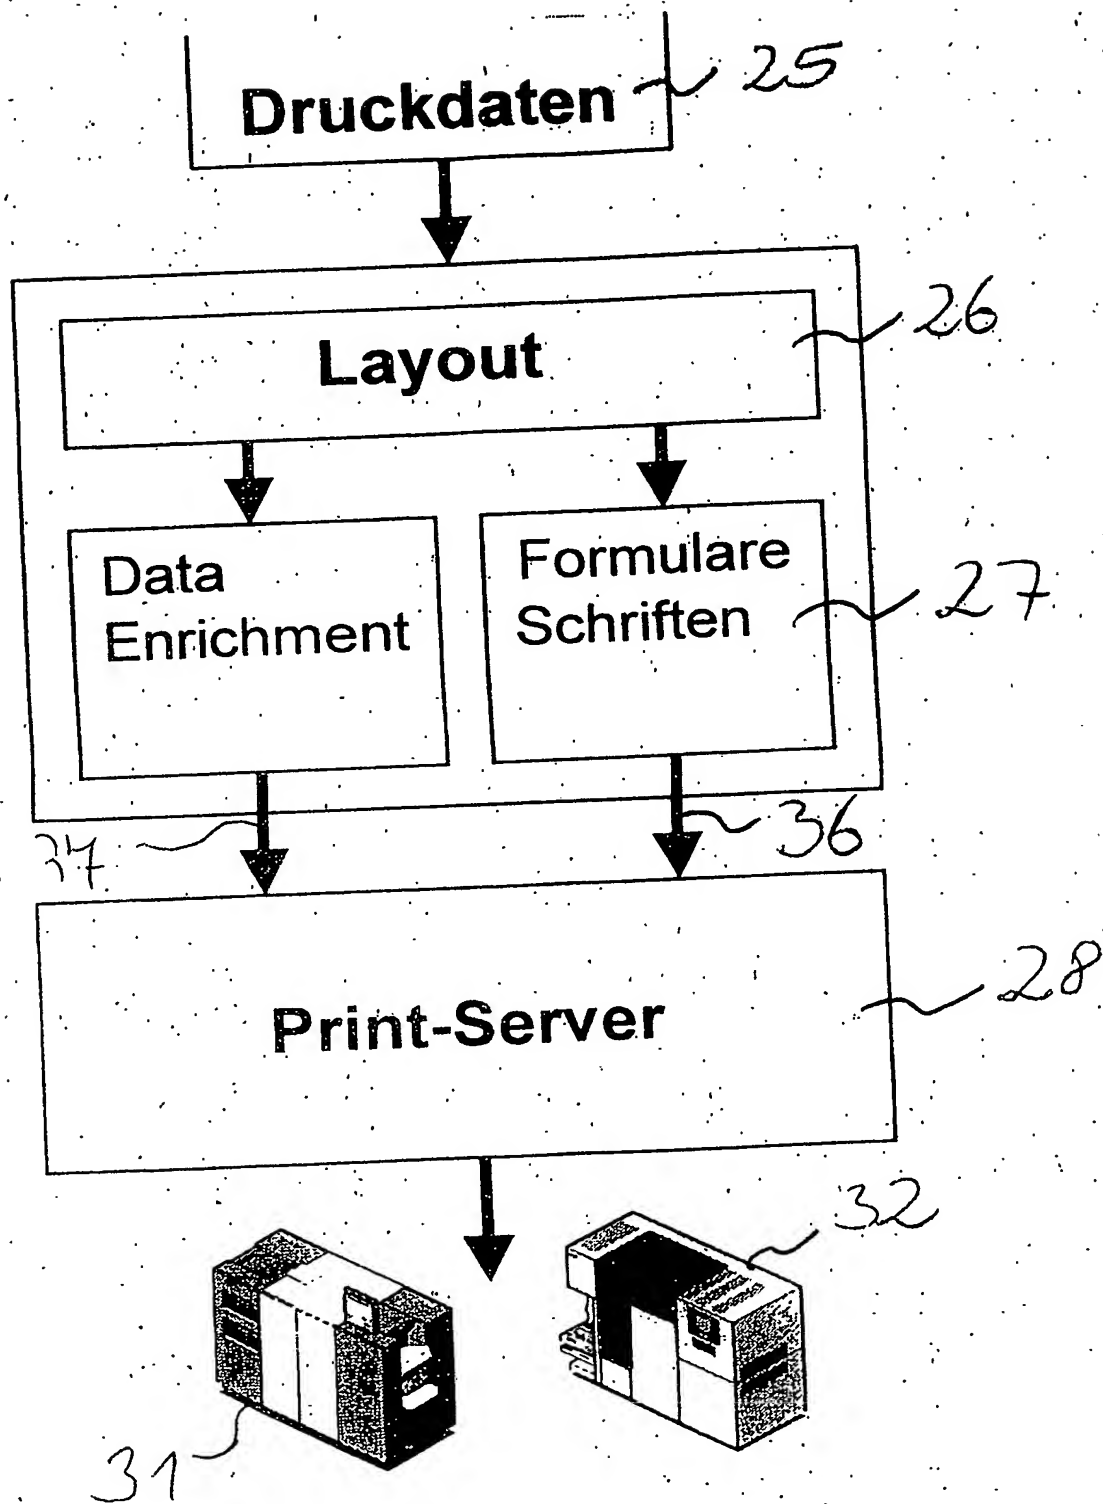 Druckdaten
25
Layout
26
Data
Enrichment
Formulare
Schriften
27
36
Print-Server
28
32
31